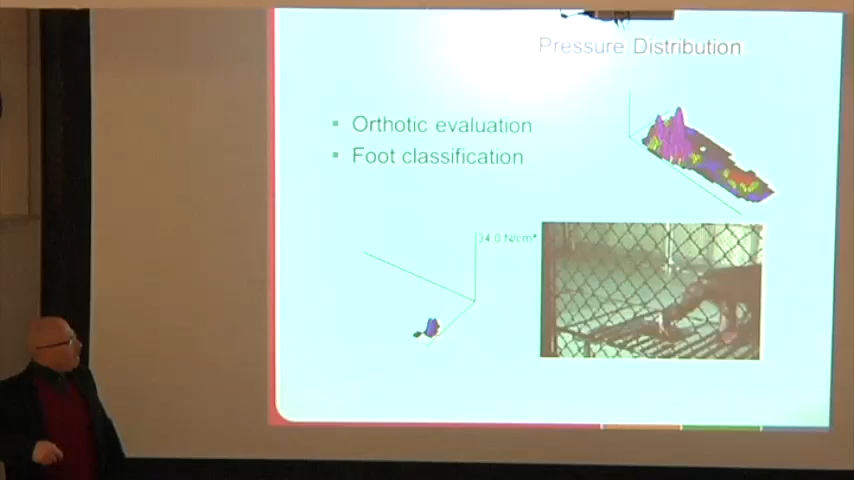 Pressure Distribution
▪ Orthotic evaluation
▪ Foot classification
34.0 N/cm²